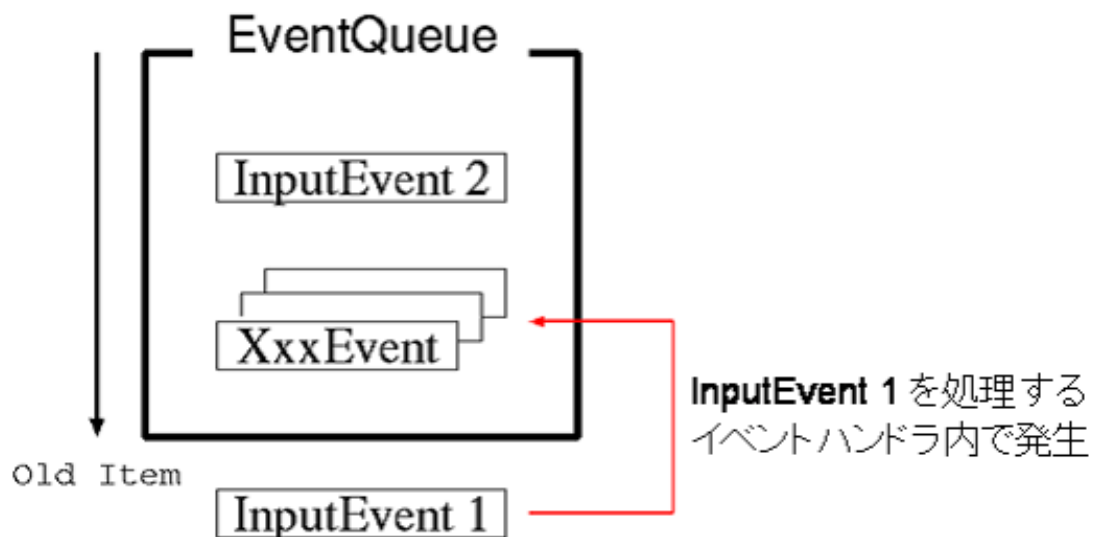 EventQueue
InputEvent 2
XxxEvent
InputEvent 1 を処理する
イベントハンドラ内で発生
Old Item
InputEvent 1